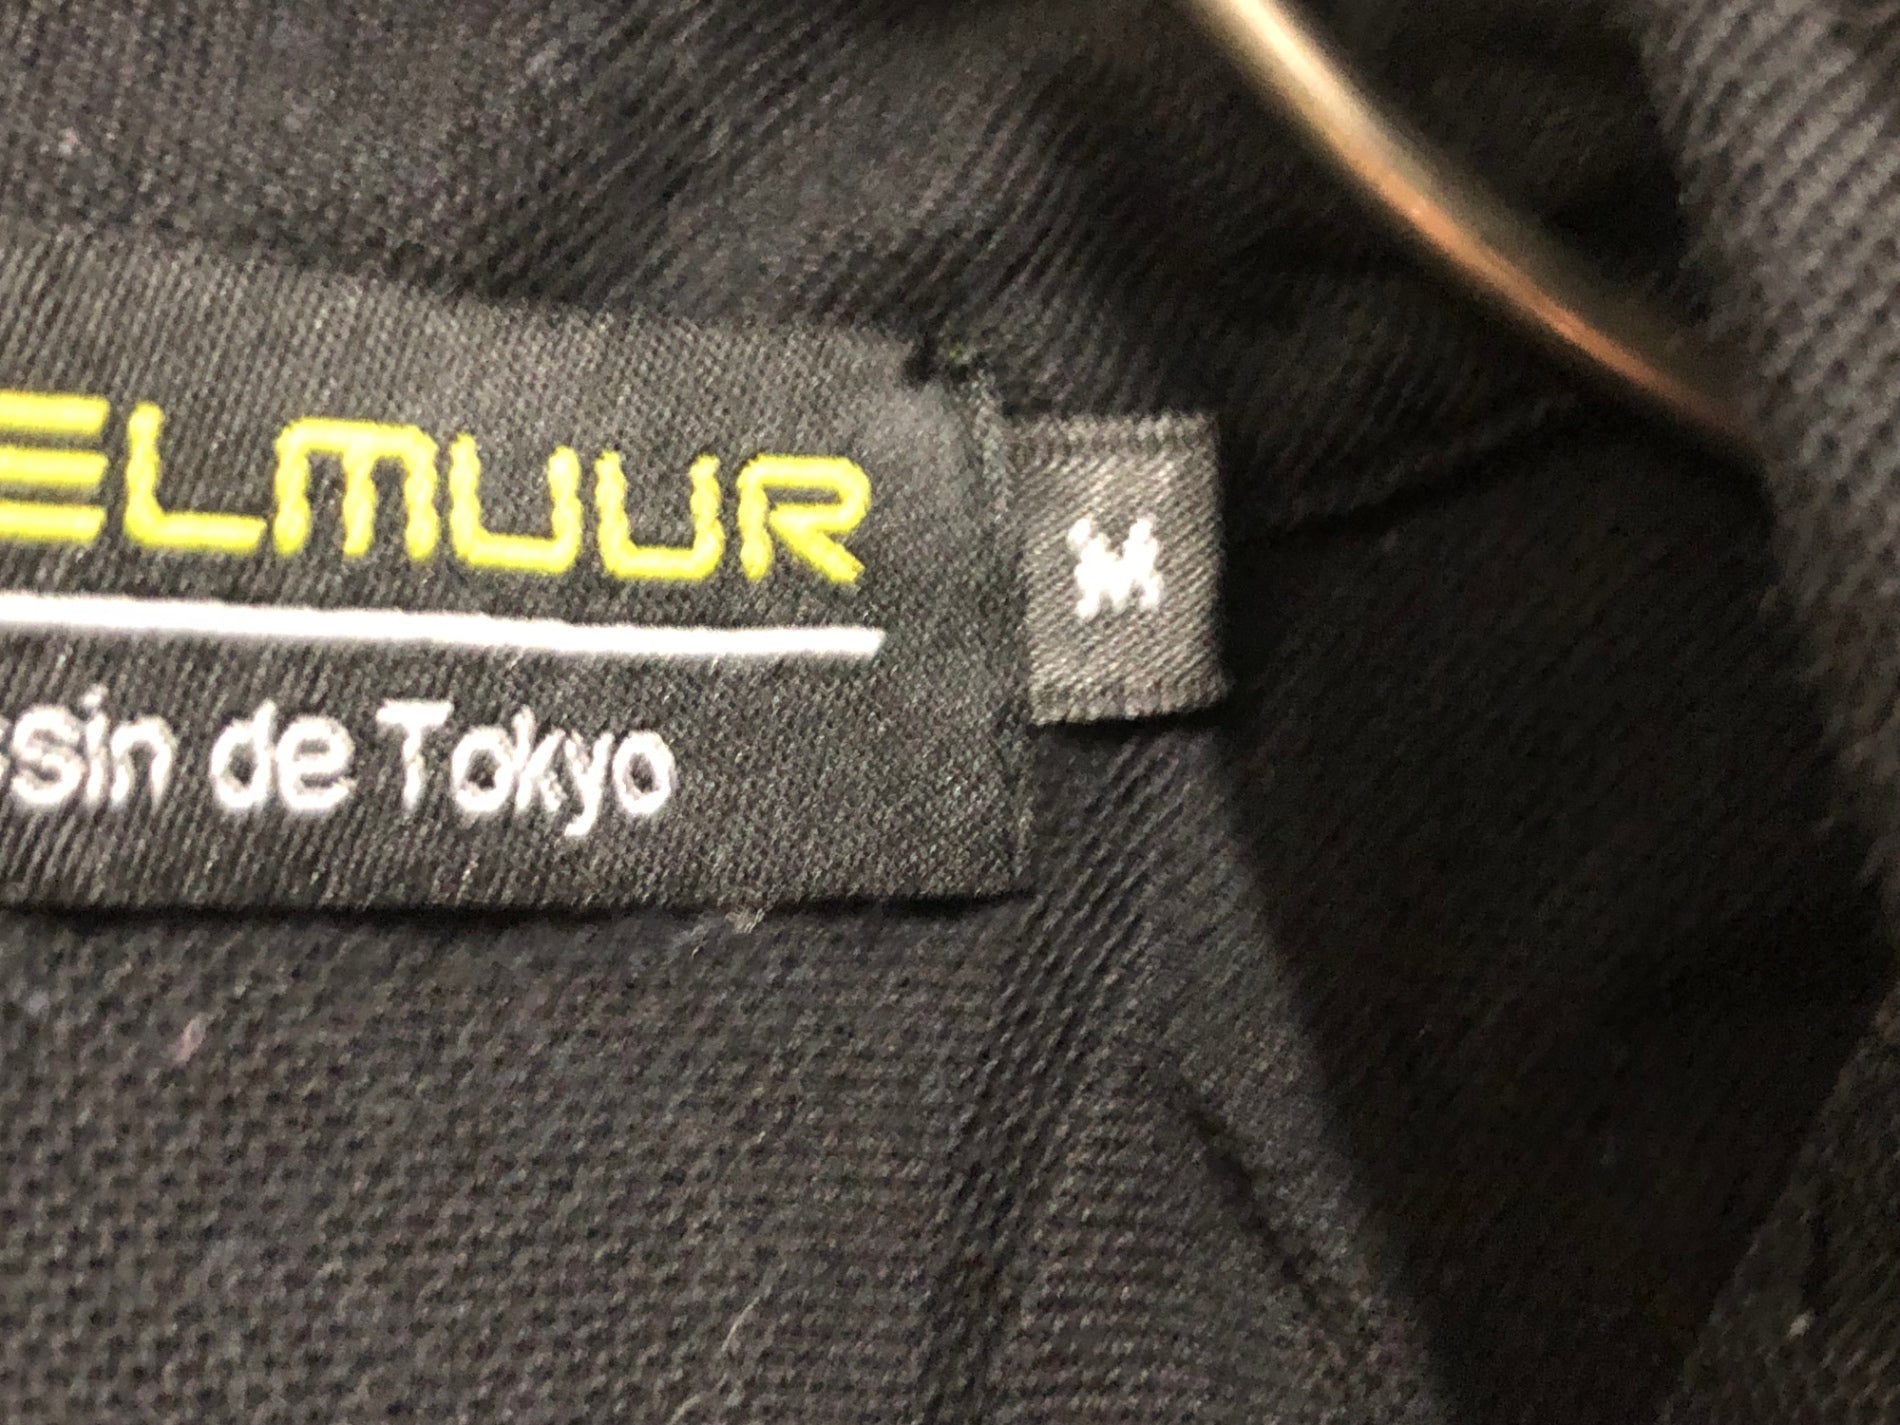 ELMUUR
M
ssin de Tokyo